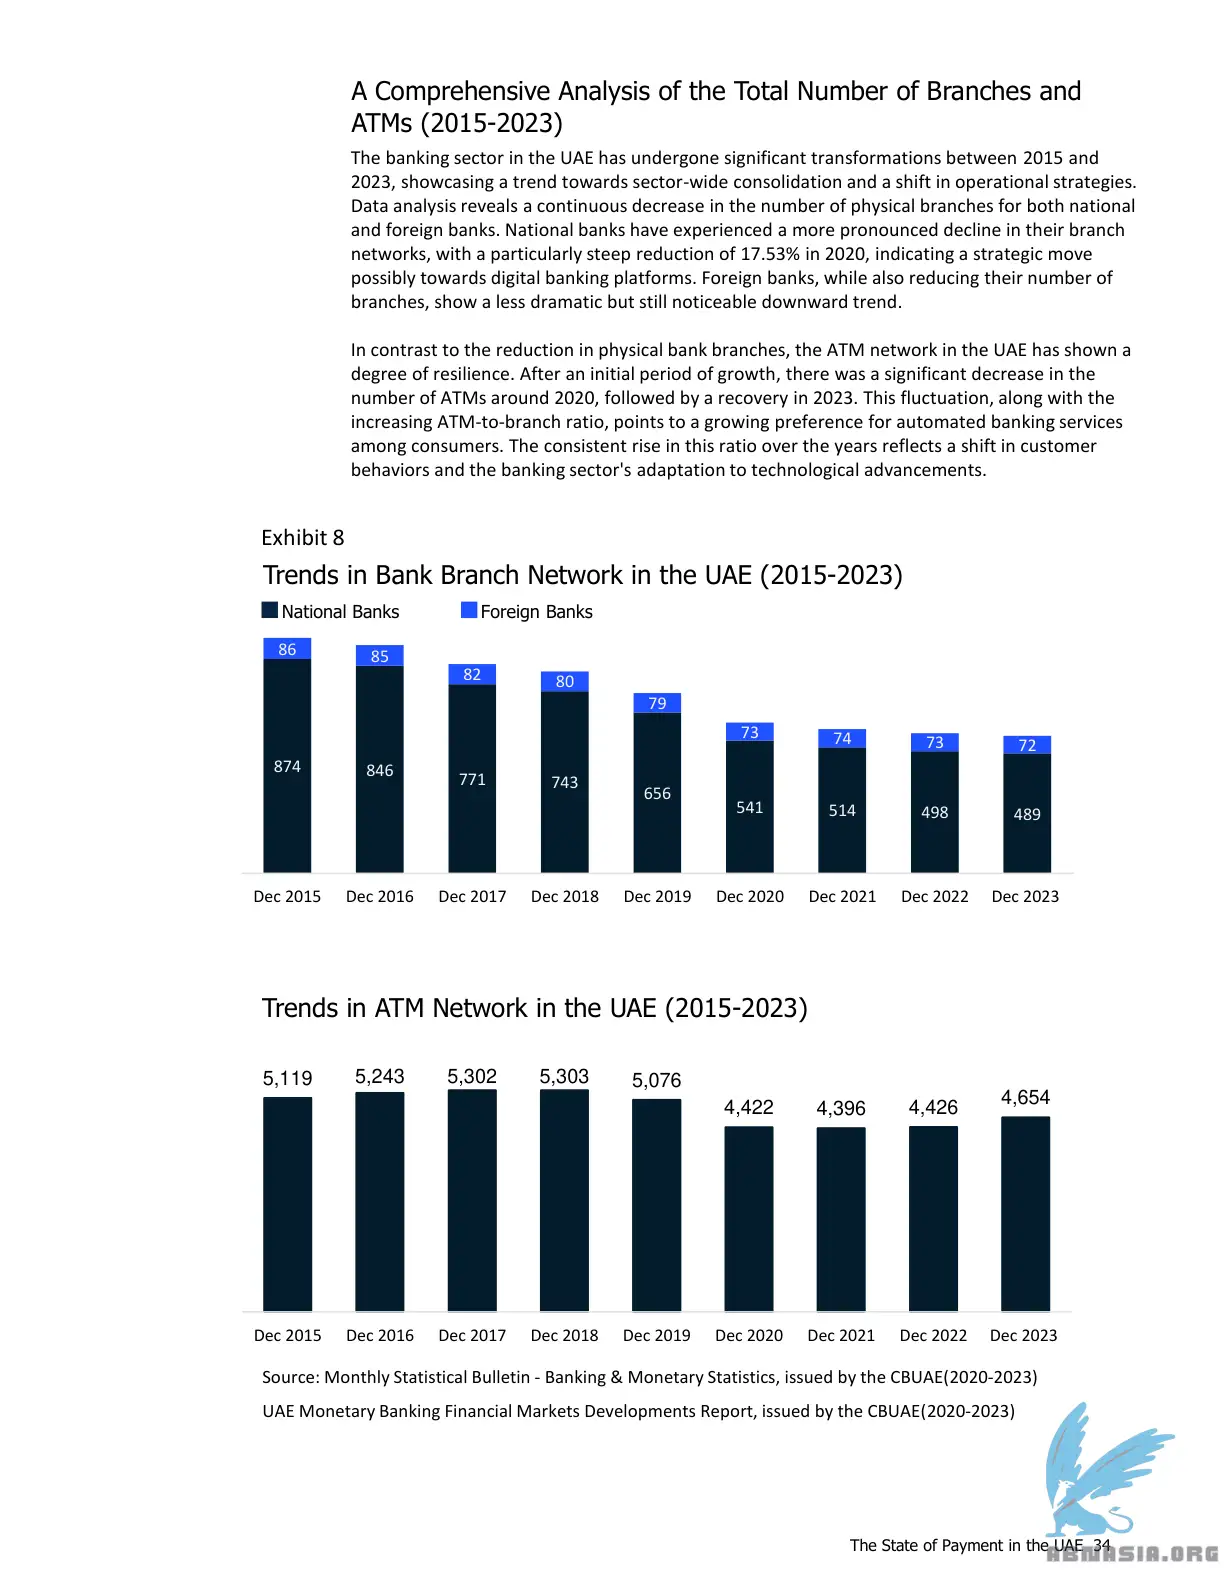 A Comprehensive Analysis of the Total Number of Branches and
ATMs (2015-2023)
The banking sector in the UAE has undergone significant transformations between 2015 and
2023, showcasing a trend towards sector-wide consolidation and a shift in operational strategies.
Data analysis reveals a continuous decrease in the number of physical branches for both national
and foreign banks. National banks have experienced a more pronounced decline in their branch
networks, with a particularly steep reduction of 17.53% in 2020, indicating a strategic move
possibly towards digital banking platforms. Foreign banks, while also reducing their number of
branches, show a less dramatic but still noticeable downward trend.
In contrast to the reduction in physical bank branches, the ATM network in the UAE has shown a
degree of resilience. After an initial period of growth, there was a significant decrease in the
number of ATMs around 2020, followed by a recovery in 2023. This fluctuation, along with the
increasing ATM-to-branch ratio, points to a growing preference for automated banking services
among consumers. The consistent rise in this ratio over the years reflects a shift in customer
behaviors and the banking sector's adaptation to technological advancements.
Exhibit 8
Trends in Bank Branch Network in the UAE (2015-2023)
National Banks Foreign Banks
86 85 82 80 79 73 74 73 72
874 846 771 743 656 541 514 498 489
Dec 2015 Dec 2016 Dec 2017 Dec 2018 Dec 2019 Dec 2020 Dec 2021 Dec 2022 Dec 2023
Trends in ATM Network in the UAE (2015-2023)
5,119 5,243 5,302 5,303 5,076 4,422 4,396 4,426 4,654
Dec 2015 Dec 2016 Dec 2017 Dec 2018 Dec 2019 Dec 2020 Dec 2021 Dec 2022 Dec 2023
Source: Monthly Statistical Bulletin - Banking & Monetary Statistics, issued by the CBUAE(2020-2023)
UAE Monetary Banking Financial Markets Developments Report, issued by the CBUAE(2020-2023)
The State of Payment in the UAE 34
ABMASIA.ORG